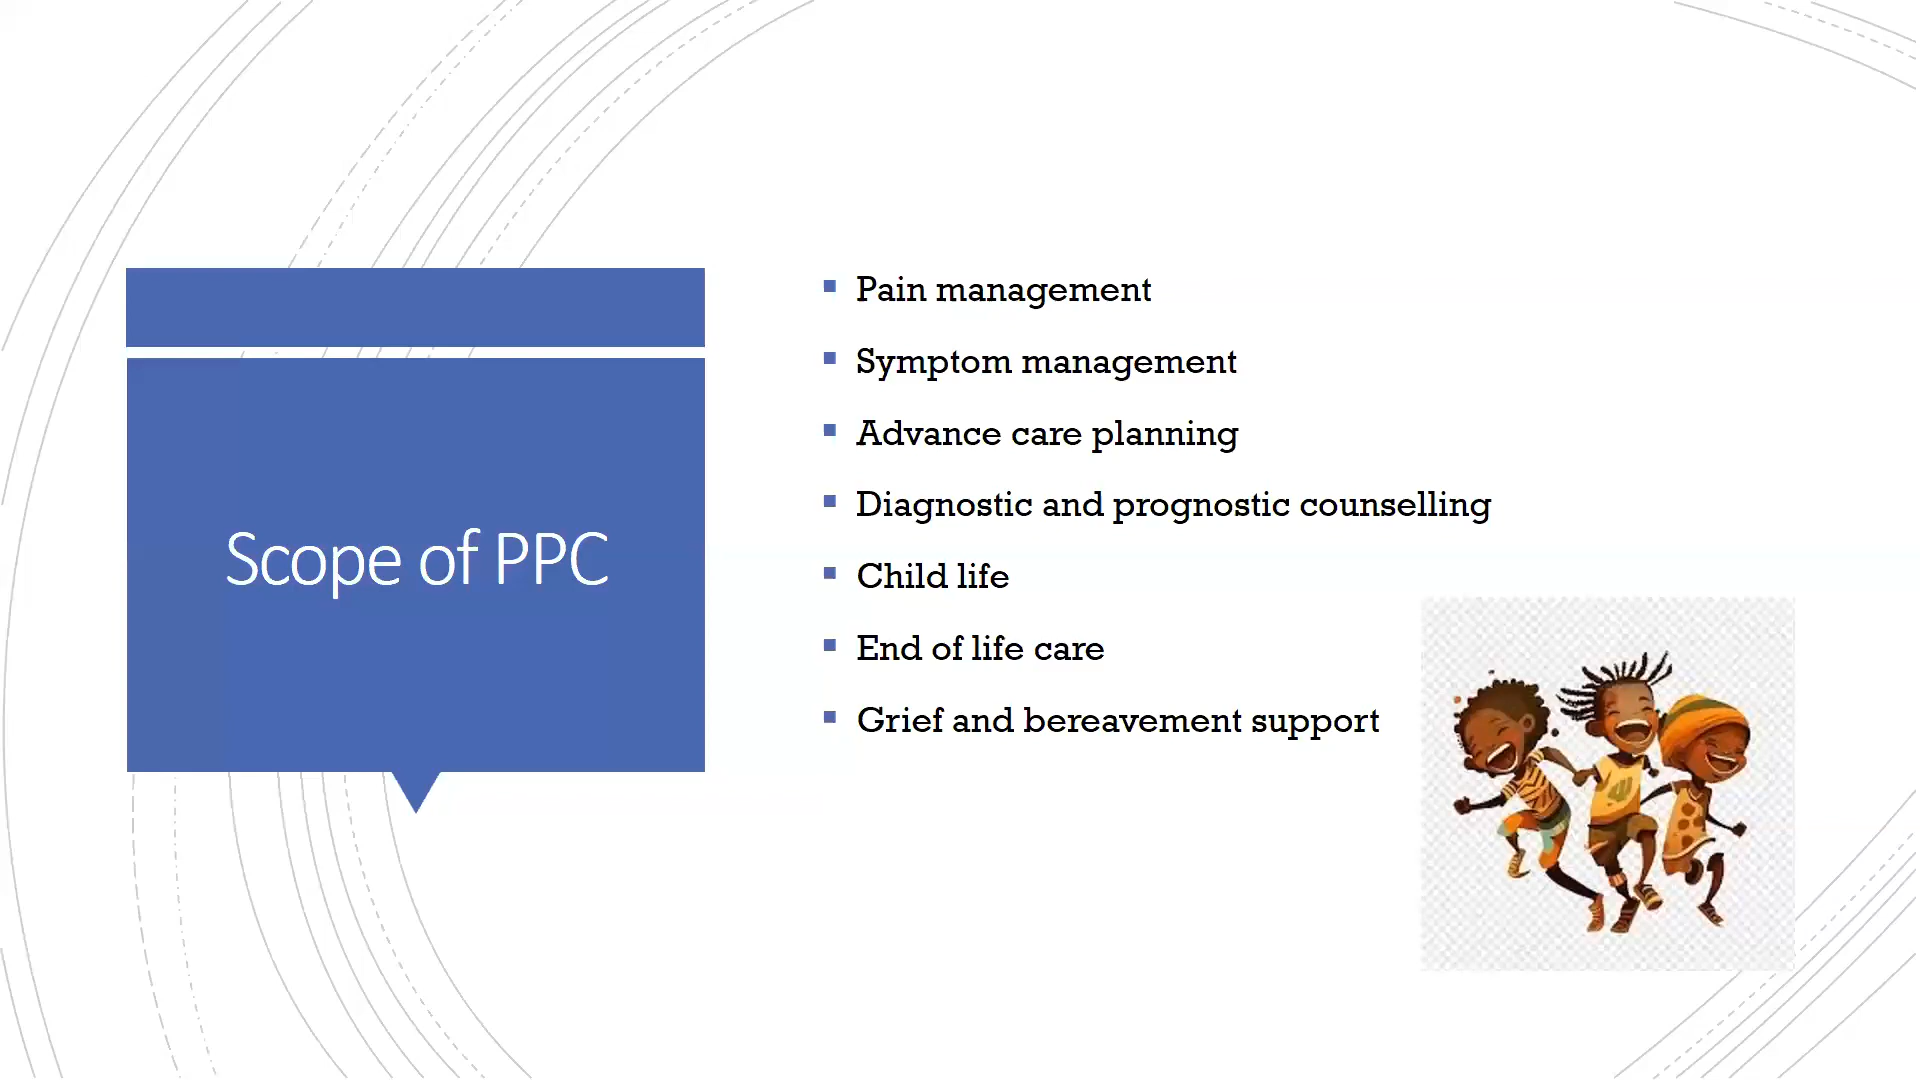 Scope of PPC
Pain management
Symptom management
Advance care planning
Diagnostic and prognostic counselling
Child life
End of life care
Grief and bereavement support